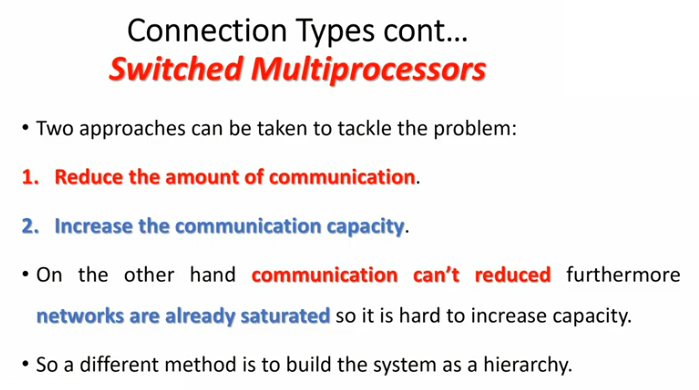 Connection Types cont...
Switched Multiprocessors
• Two approaches can be taken to tackle the problem:
1. Reduce the amount of communication.
2. Increase the communication capacity.
• On the other hand communication can't reduced furthermore
networks are already saturated so it is hard to increase capacity.
• So a different method is to build the system as a hierarchy.